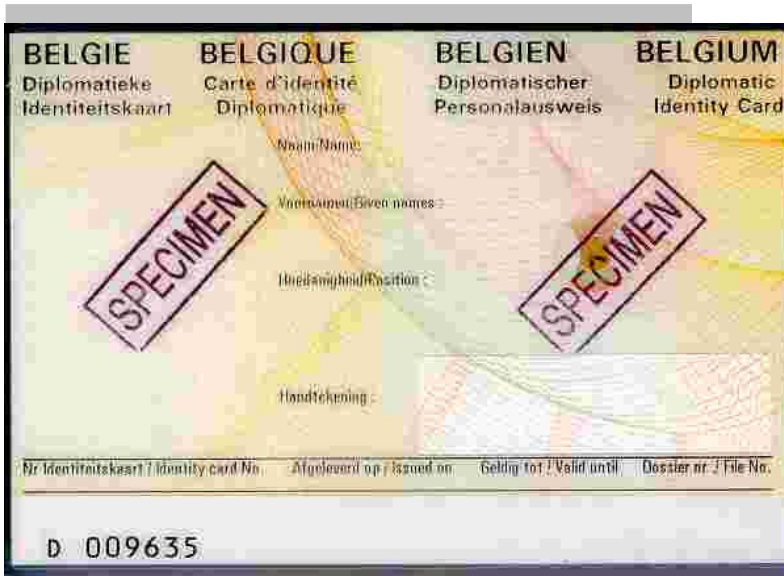 BELGIE BELGIQUE BELGIEN BELGIUM
Diplomatieke Carte d'identité Diplomatischer Diplomatic
Identiteitskaart Diplomatique Personalausweis Identity Card
Naam/Name:
SPECIMEN
SPECIMEN
Voornamen/Given names :
Hoedanigheid/Position :
Handtekening :
Nr Identiteitskaart / Identity card No. Afgeleverd op / Issued on Geldig tot / Valid until Dossier nr. / File No.
D 009635